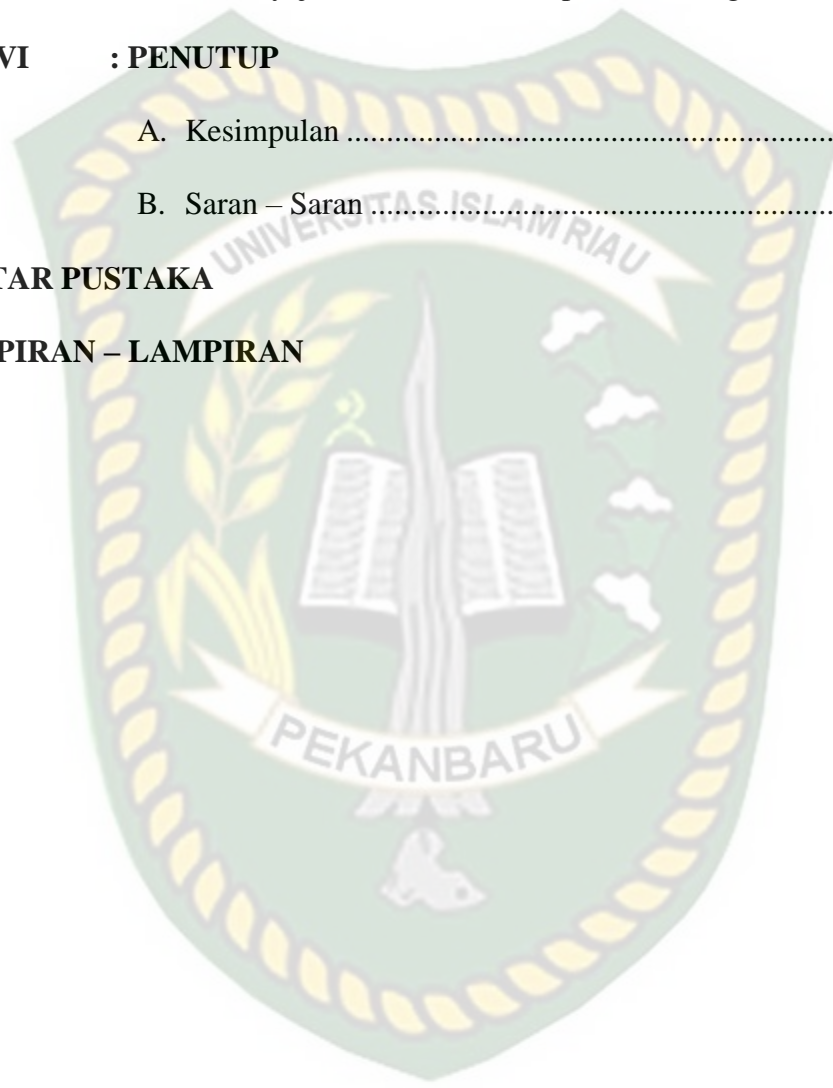 VI : PENUTUP
A. Kesimpulan ....................................................
B. Saran – Saran .................................................
UNIVERSITAS ISLAM RIAU
TAR PUSTAKA
PIRAN – LAMPIRAN
PEKANBARU